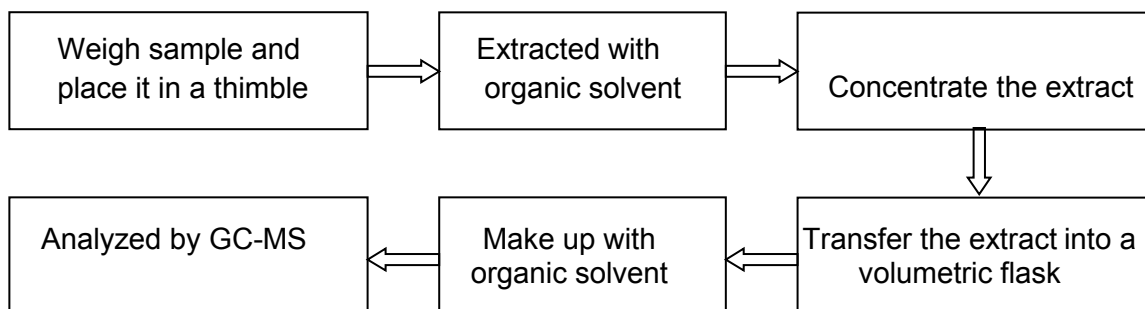 Weigh sample and
place it in a thimble
Extracted with
organic solvent
Concentrate the extract
Transfer the extract into a
volumetric flask
Make up with
organic solvent
Analyzed by GC-MS